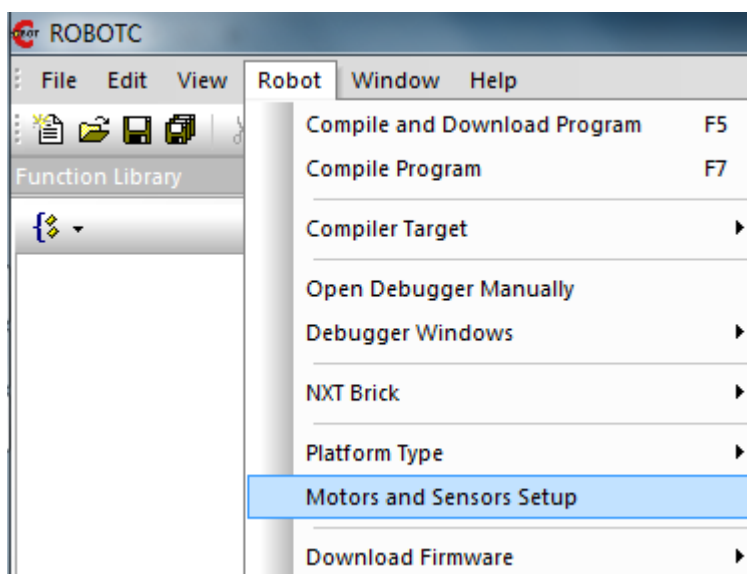 ROBOTC
File Edit View Robot Window Help
Function Library
Compile and Download Program F5
Compile Program F7
Compiler Target
Open Debugger Manually
Debugger Windows
NXT Brick
Platform Type
Motors and Sensors Setup
Download Firmware